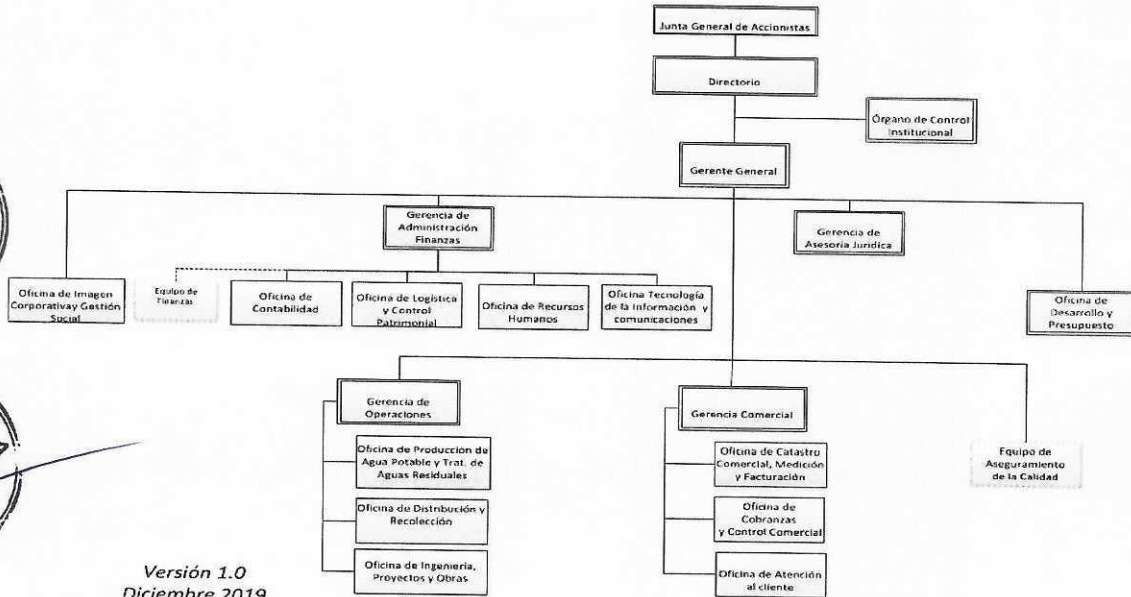 Junta General de Accionistas
Directorio
Órgano de Control
Institucional
Gerente General
Gerencia de
Administración
Finanzas
Gerencia de
Asesoria Juridica
Oficina de Imagen
Corporativa y Gestión
Social
Equipo de
Finanzas
Oficina de
Contabilidad
Oficina de Logística
y Control
Patrimonial
Oficina de Recursos
Humanos
Oficina Tecnología
de la Información y
comunicaciones
Oficina de
Desarrollo y
Presupuesto
Gerencia de
Operaciones
Oficina de Producción de
Agua Potable y Trat. de
Aguas Residuales
Oficina de Distribución y
Recolección
Oficina de Ingeniería,
Proyectos y Obras
Gerencia Comercial
Oficina de Catastro
Comercial, Medición
y Facturación
Oficina de
Cobranzas
y Control Comercial
Oficina de Atención
al cliente
Equipo de
Aseguramiento
de la Calidad
Versión 1.0
Diciembre 2019